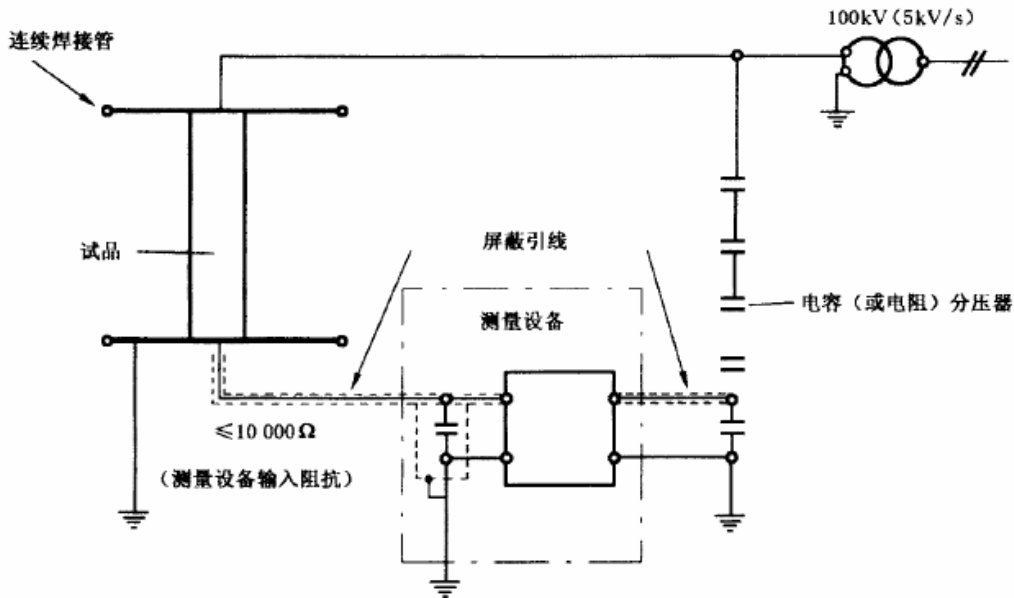 100kV(5kV/s)
连续焊接管
试品
屏蔽引线
测量设备
电容（或电阻）分压器
≤10 000Ω
（测量设备输入阻抗）